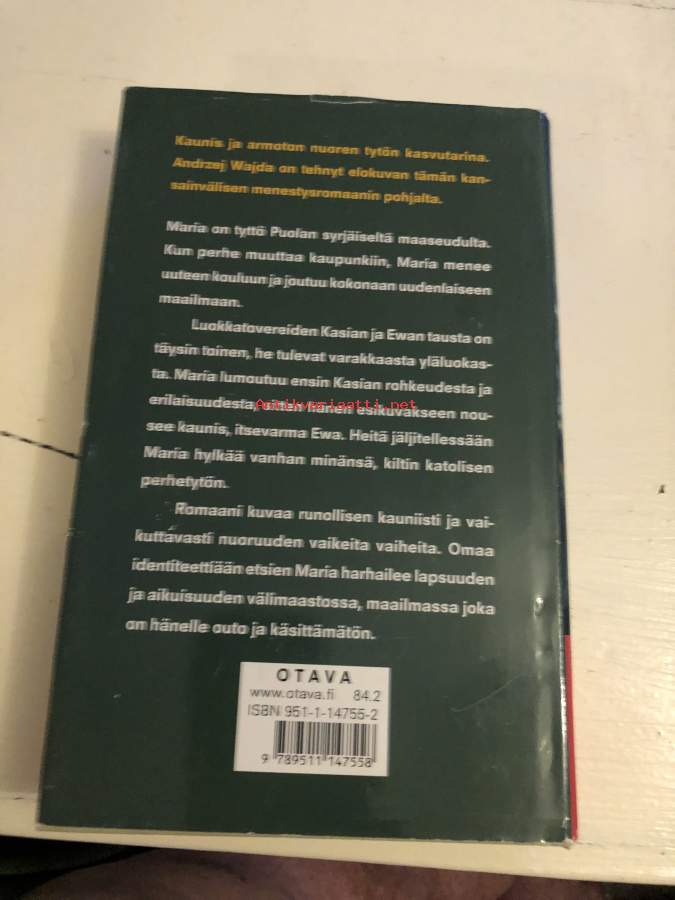 Kaunis ja armoton nuoren tytön kasvutarina.
Andrzej Wajda on tehnyt elokuvan tämän kan-
sainvälisen menestysromaanin pohjalta.
Maria on tyttö Puolan syrjäiseltä maaseudulta.
Kun perhe muuttaa kaupunkiin, Maria menee
uuteen kouluun ja joutuu kokonaan uudenlaiseen
maailmaan.
Luokkatovereiden Kasian ja Ewan tausta on
täysin toinen, he tulevat varakkaasta yläluokas-
ta. Maria lumoutuu ensin Kasian rohkeudesta ja
erilaisuudesta, hänen esikuvakseen nou-
Antikvariaatti.net
see kaunis, itsevarma Ewa. Heitä jäljitellessään
Maria hylkää vanhan minänsä, kiltin katolisen
perhetytön.
Romaani kuvaa runollisen kauniisti ja vai-
kuttavasti nuoruuden vaikeita vaiheita. Omaa
identiteettiään etsien Maria harhailee lapsuuden
ja aikuisuuden välimaastossa, maailmassa joka
on hänelle outo ja käsittämätön.
OTAVA
www.otava.fi 84.2
ISBN 951-1-14755-2
9 789511 147558